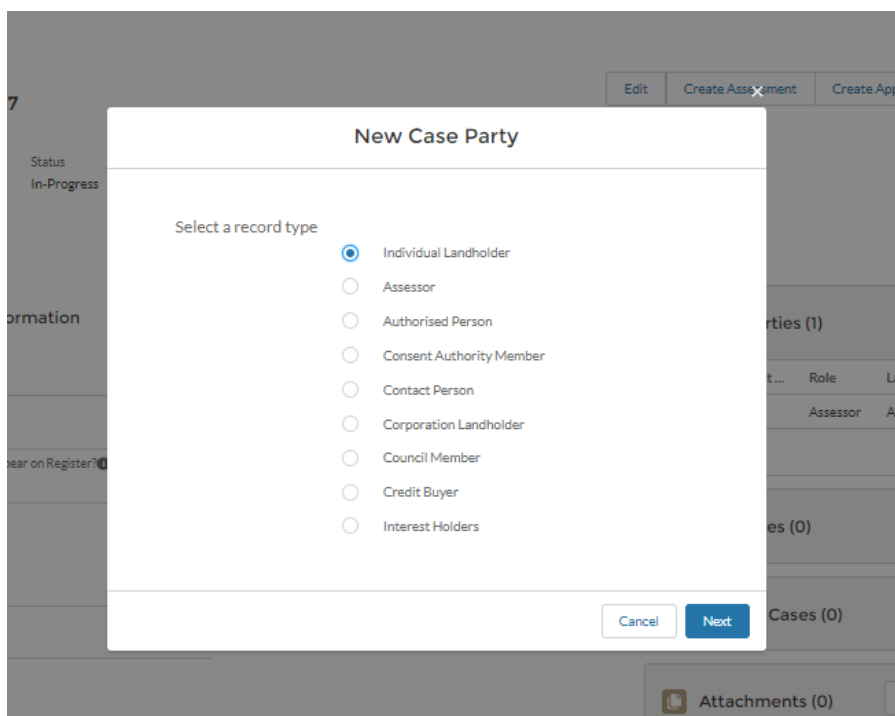 7
Edit
Create Assessment
Create App
Status
In-Progress
New Case Party
Select a record type
Individual Landholder
Assessor
Authorised Person
Consent Authority Member
Contact Person
Corporation Landholder
Council Member
Credit Buyer
Interest Holders
Cancel
Next
ormation
rties (1)
t...
Role
L
Assessor
A
pear on Register?
es (0)
Cases (0)
Attachments (0)